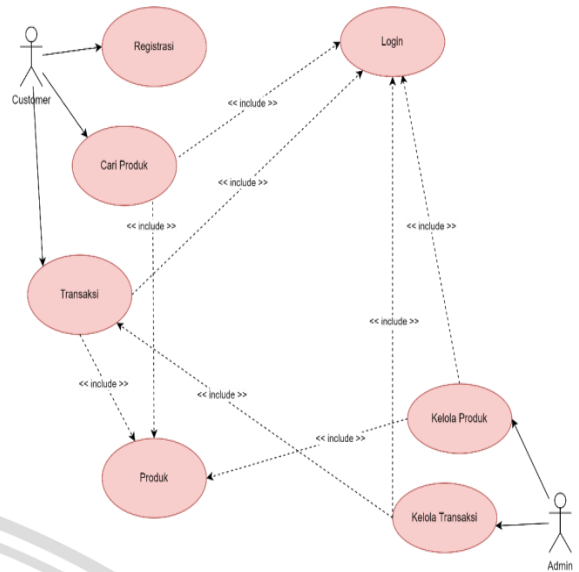 Registrasi
Login
Customer
<< include >>
Cari Produk
<< include >>
<< include >>
<< include >>
Transaksi
<< include >>
<< include >>
<< include >>
Kelola Produk
<< include >>
Produk
Kelola Transaksi
Admin